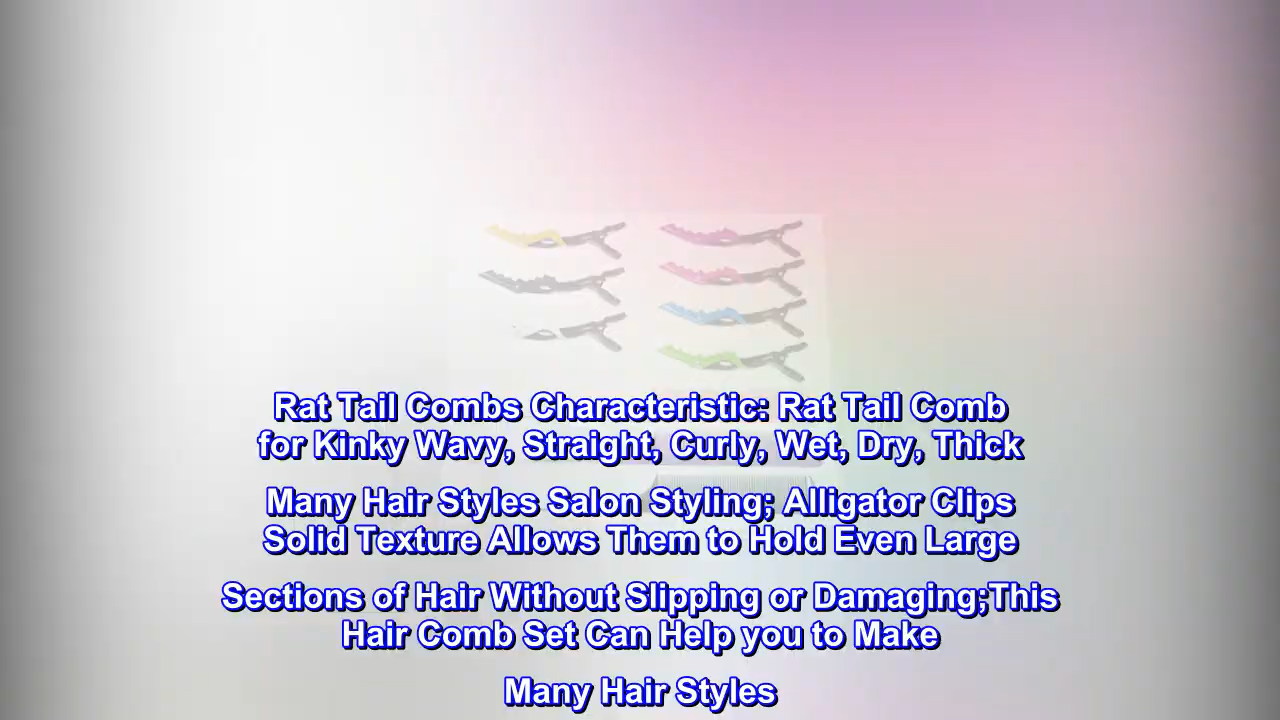 Rat Tail Combs Characteristic: Rat Tail Comb
for Kinky Wavy, Straight, Curly, Wet, Dry, Thick
Many Hair Styles Salon Styling; Alligator Clips
Solid Texture Allows Them to Hold Even Large
Sections of Hair Without Slipping or Damaging;This
Hair Comb Set Can Help you to Make
Many Hair Styles